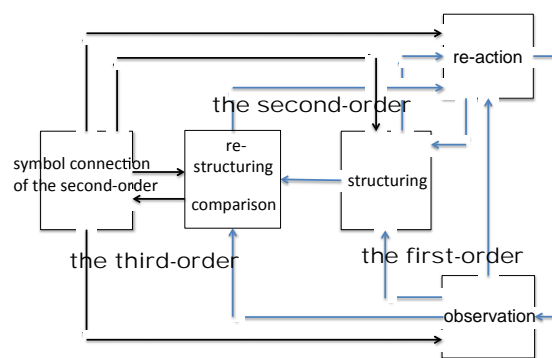 re-action
the second-order
symbol connection
of the second-order
re-
structuring
comparison
structuring
the third-order
the first-order
observation